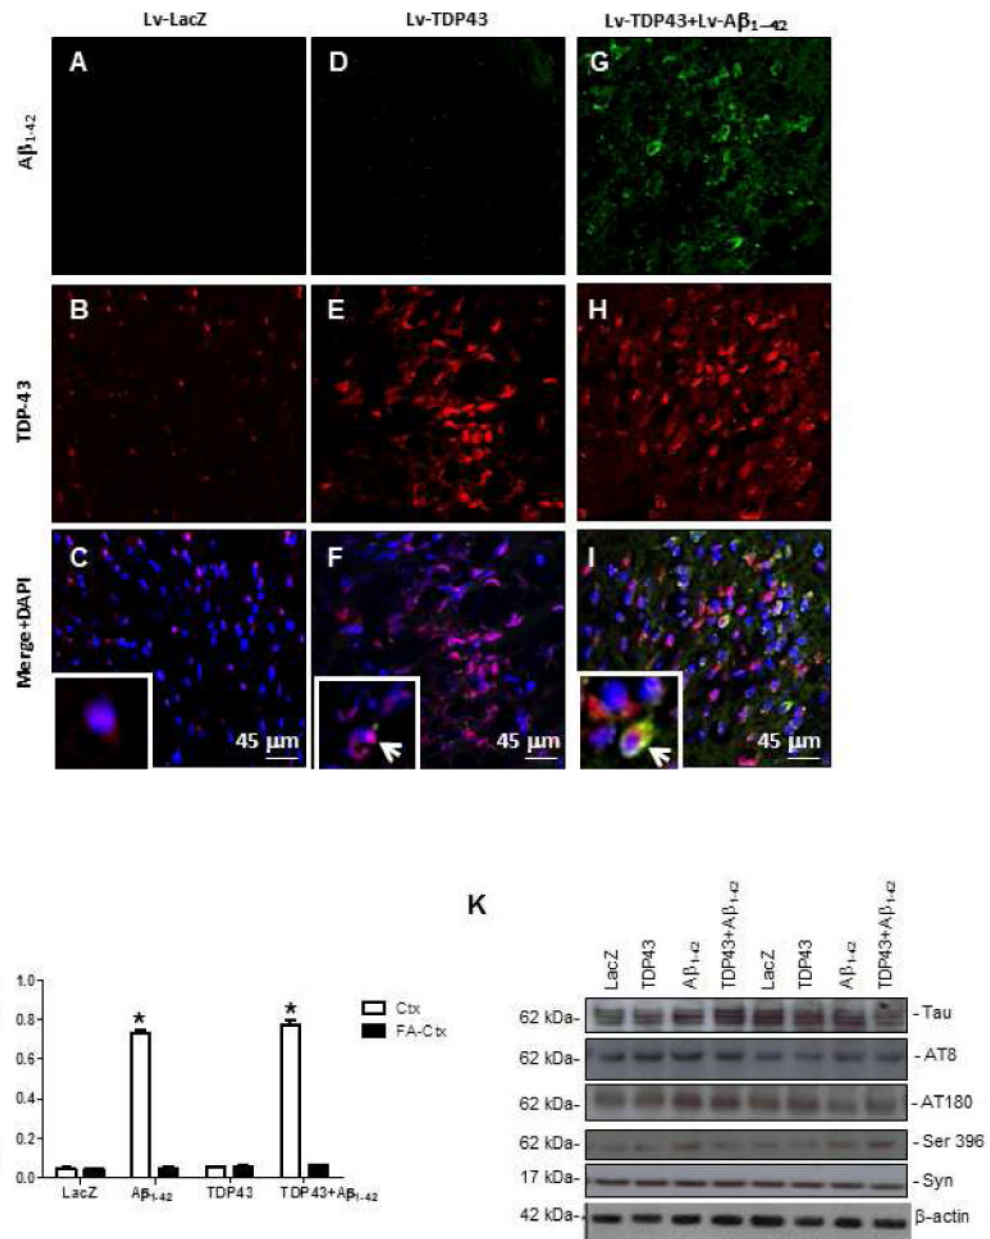 Lv-LacZ Lv-TDP43 Lv-TDP43+Lv-Aβ1–42
A D G
Aβ1-42
B E H
TDP-43
C F I
Merge+DAPI
45 µm 45 µm 45 µm
K
LacZ TDP43 Aβ1-42 TDP43+Aβ1-42 LacZ TDP43 Aβ1-42 TDP43+Aβ1-42
1.0
0.8
0.6
0.4
0.2
0.0
* *
Ctx
FA-Ctx
LacZ Aβ1-42 TDP43 TDP43+Aβ1-42
62 kDa- - Tau
62 kDa- - AT8
62 kDa- - AT180
62 kDa- - Ser 396
17 kDa- - Syn
42 kDa- β-actin